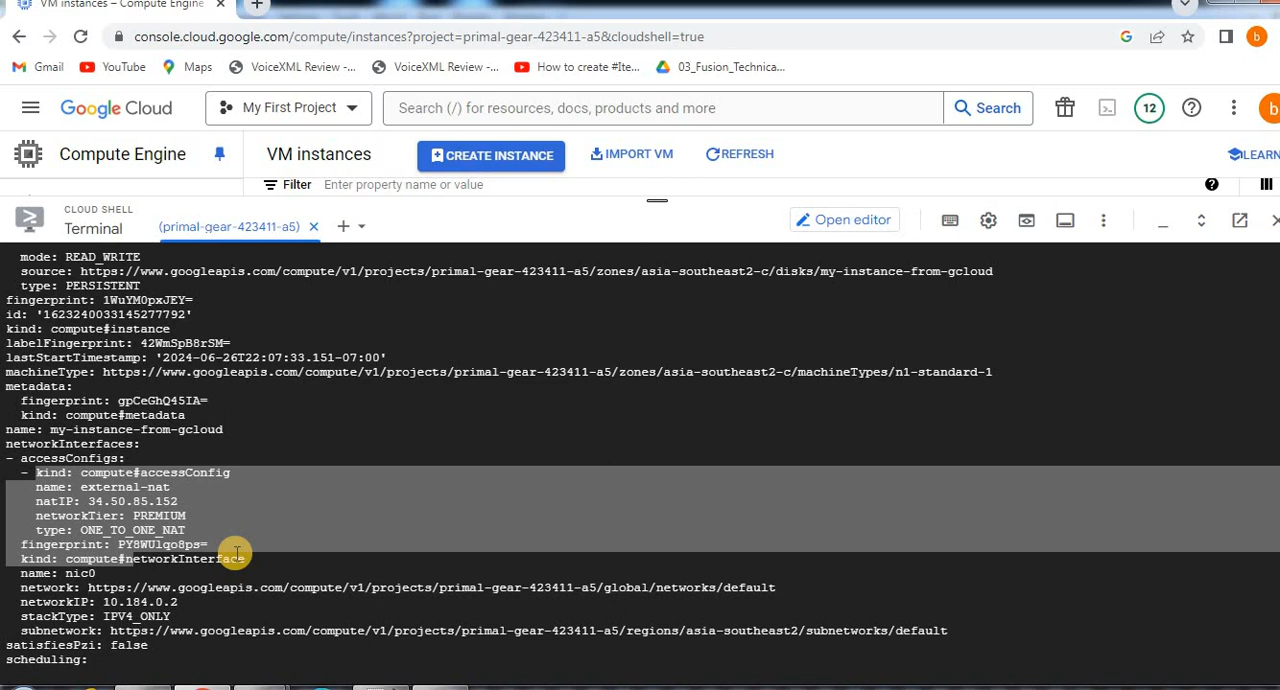 VM instances – Compute Engine
console.cloud.google.com/compute/instances?project=primal-gear-423411-a5&cloudshell=true
b
Gmail
YouTube
Maps
VoiceXML Review -...
VoiceXML Review -...
How to create #Ite...
03_Fusion_Technica...
Google Cloud
My First Project
Search (/) for resources, docs, products and more
Search
12
b
Compute Engine
VM instances
CREATE INSTANCE
IMPORT VM
REFRESH
LEARN
Filter
Enter property name or value
CLOUD SHELL
Terminal
(primal-gear-423411-a5)
Open editor
mode: READ_WRITE
source: https://www.googleapis.com/compute/v1/projects/primal-gear-423411-a5/zones/asia-southeast2-c/disks/my-instance-from-gcloud
type: PERSISTENT
fingerprint: 1WuYM0pxJEY=
id: '1623240033145277792'
kind: compute#instance
labelFingerprint: 42WmSpB8rSM=
lastStartTimestamp: '2024-06-26T22:07:33.151-07:00'
machineType: https://www.googleapis.com/compute/v1/projects/primal-gear-423411-a5/zones/asia-southeast2-c/machineTypes/n1-standard-1
metadata:
fingerprint: gpCeGhQ45IA=
kind: compute#metadata
name: my-instance-from-gcloud
networkInterfaces:
- accessConfigs:
- kind: compute#accessConfig
name: external-nat
natIP: 34.50.85.152
networkTier: PREMIUM
type: ONE_TO_ONE_NAT
fingerprint: PY8WUlqo8ps=
kind: compute#networkInterface
name: nic0
network: https://www.googleapis.com/compute/v1/projects/primal-gear-423411-a5/global/networks/default
networkIP: 10.184.0.2
stackType: IPV4_ONLY
subnetwork: https://www.googleapis.com/compute/v1/projects/primal-gear-423411-a5/regions/asia-southeast2/subnetworks/default
satisfiesPzi: false
scheduling: